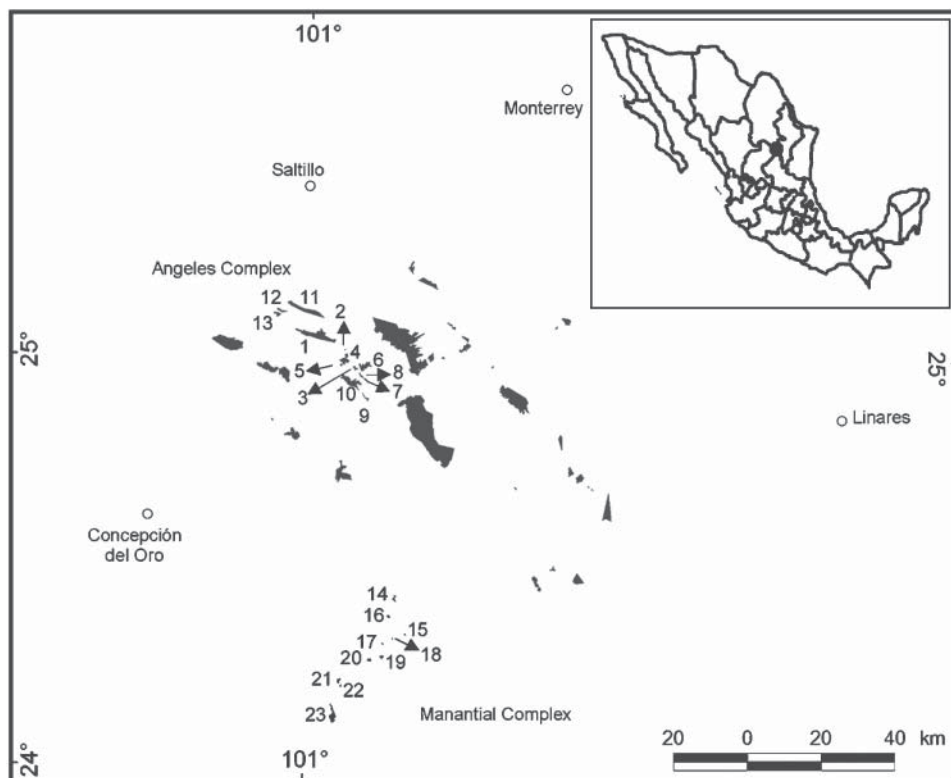 101°
Monterrey
Saltillo
Angeles Complex
12 11
13 2
1 4
25° 25°
5 6 8
3 10 7
9
Linares
Concepción
del Oro
14
16
15
17 18
20 19
21
22
23
Manantial Complex
20 0 20 40 km
24°
101°